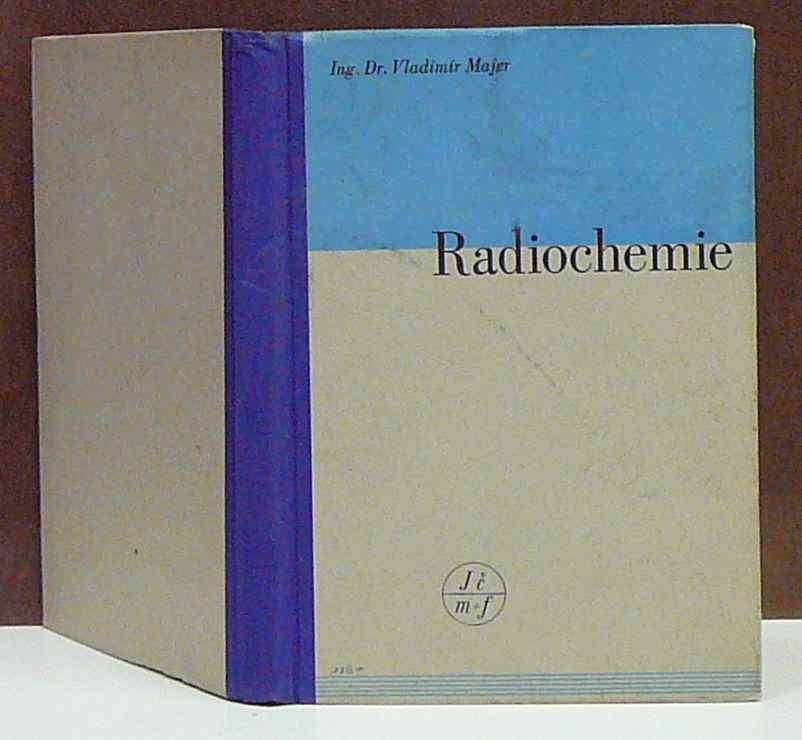 Ing. Dr. Vladimír Majer
Radiochemie
J č
m+f